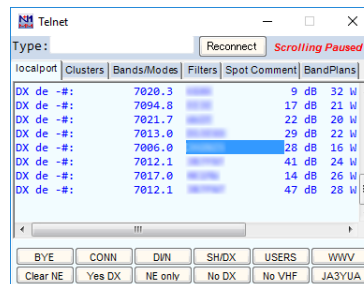 Telnet
Type: Reconnect Scrolling Paused
localport Clusters Bands/Modes Filters Spot Comment BandPlans
DX de -#: 7020.3 9 dB 32 W
DX de -#: 7094.8 17 dB 21 W
DX de -#: 7021.7 22 dB 20 W
DX de -#: 7013.0 29 dB 22 W
DX de -#: 7006.0 28 dB 16 W
DX de -#: 7012.1 41 dB 24 W
DX de -#: 7017.0 14 dB 26 W
DX de -#: 7012.1 47 dB 28 W
BYE CONN DI/N SH/DX USERS WWV
Clear NE Yes DX NE only No DX No VHF JA3YUA